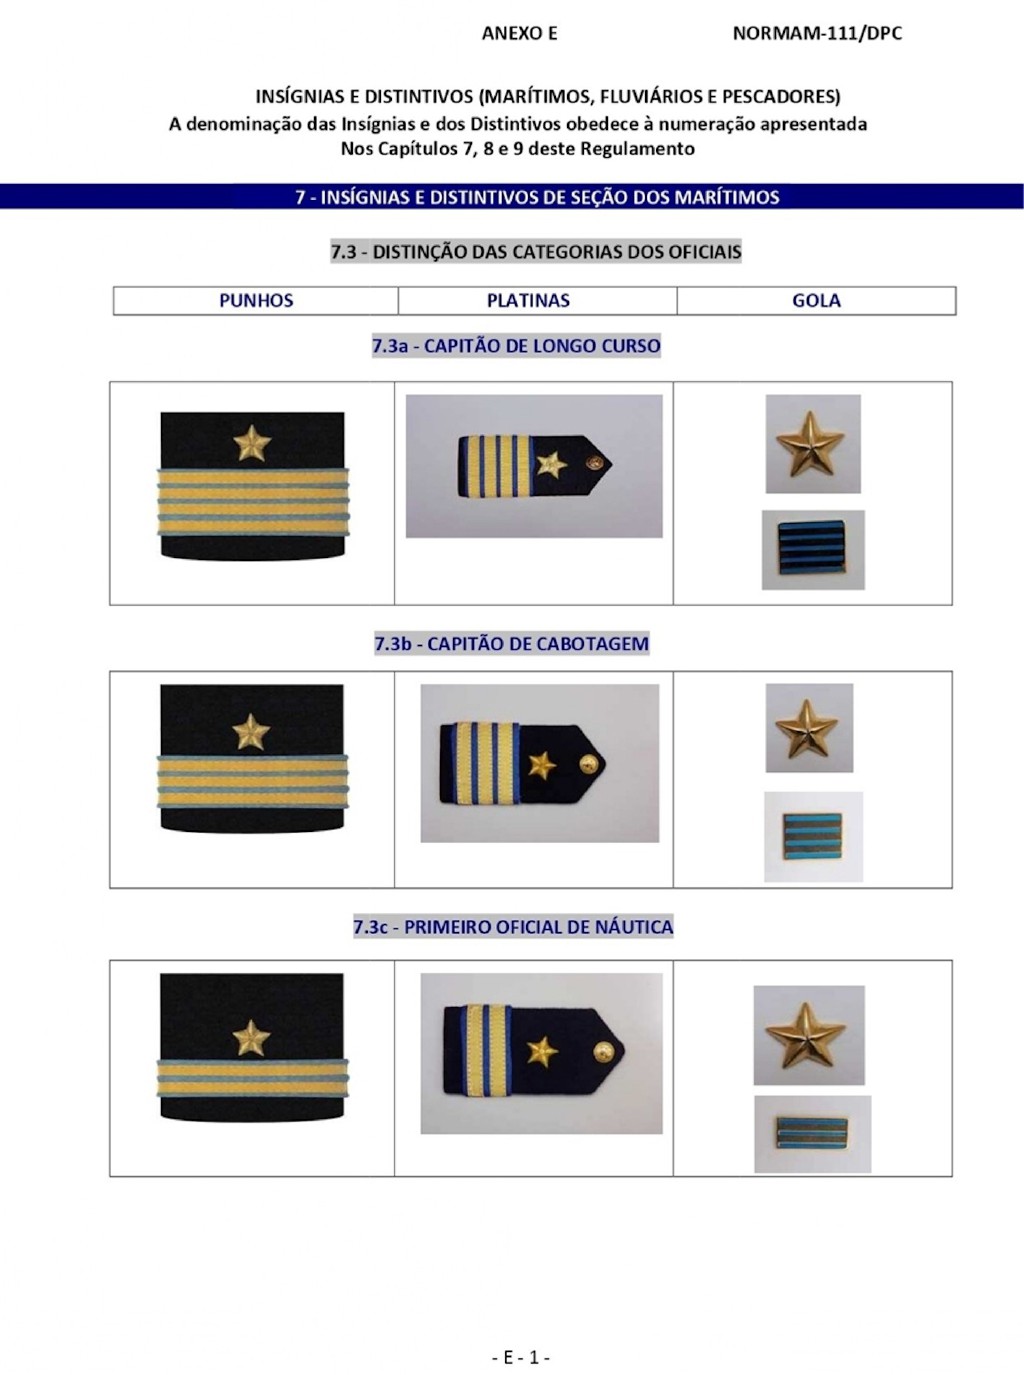 ANEXO E NORMAM-111/DPC
INSÍGNIAS E DISTINTIVOS (MARÍTIMOS, FLUVIÁRIOS E PESCADORES)
A denominação das Insígnias e dos Distintivos obedece à numeração apresentada
Nos Capítulos 7, 8 e 9 deste Regulamento
7 - INSÍGNIAS E DISTINTIVOS DE SEÇÃO DOS MARÍTIMOS
7.3 - DISTINÇÃO DAS CATEGORIAS DOS OFICIAIS
PUNHOS PLATINAS GOLA
7.3a - CAPITÃO DE LONGO CURSO
7.3b - CAPITÃO DE CABOTAGEM
7.3c - PRIMEIRO OFICIAL DE NÁUTICA
- E - 1 -